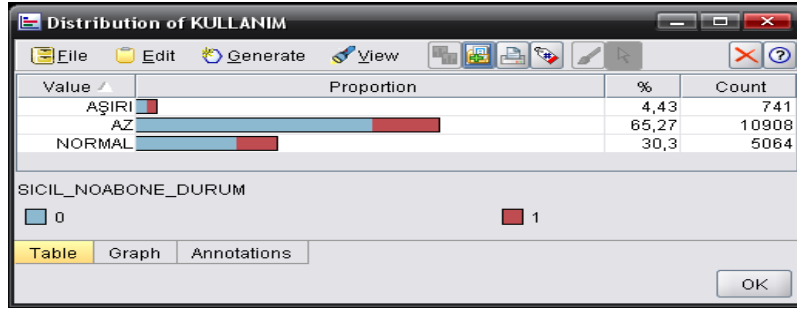 Distribution of KULLANIM
File Edit Generate View
Value Proportion % Count
AŞIRI 4,43 741
AZ 65,27 10908
NORMAL 30,3 5064
SICIL_NOABONE_DURUM
0 1
Table Graph Annotations
OK